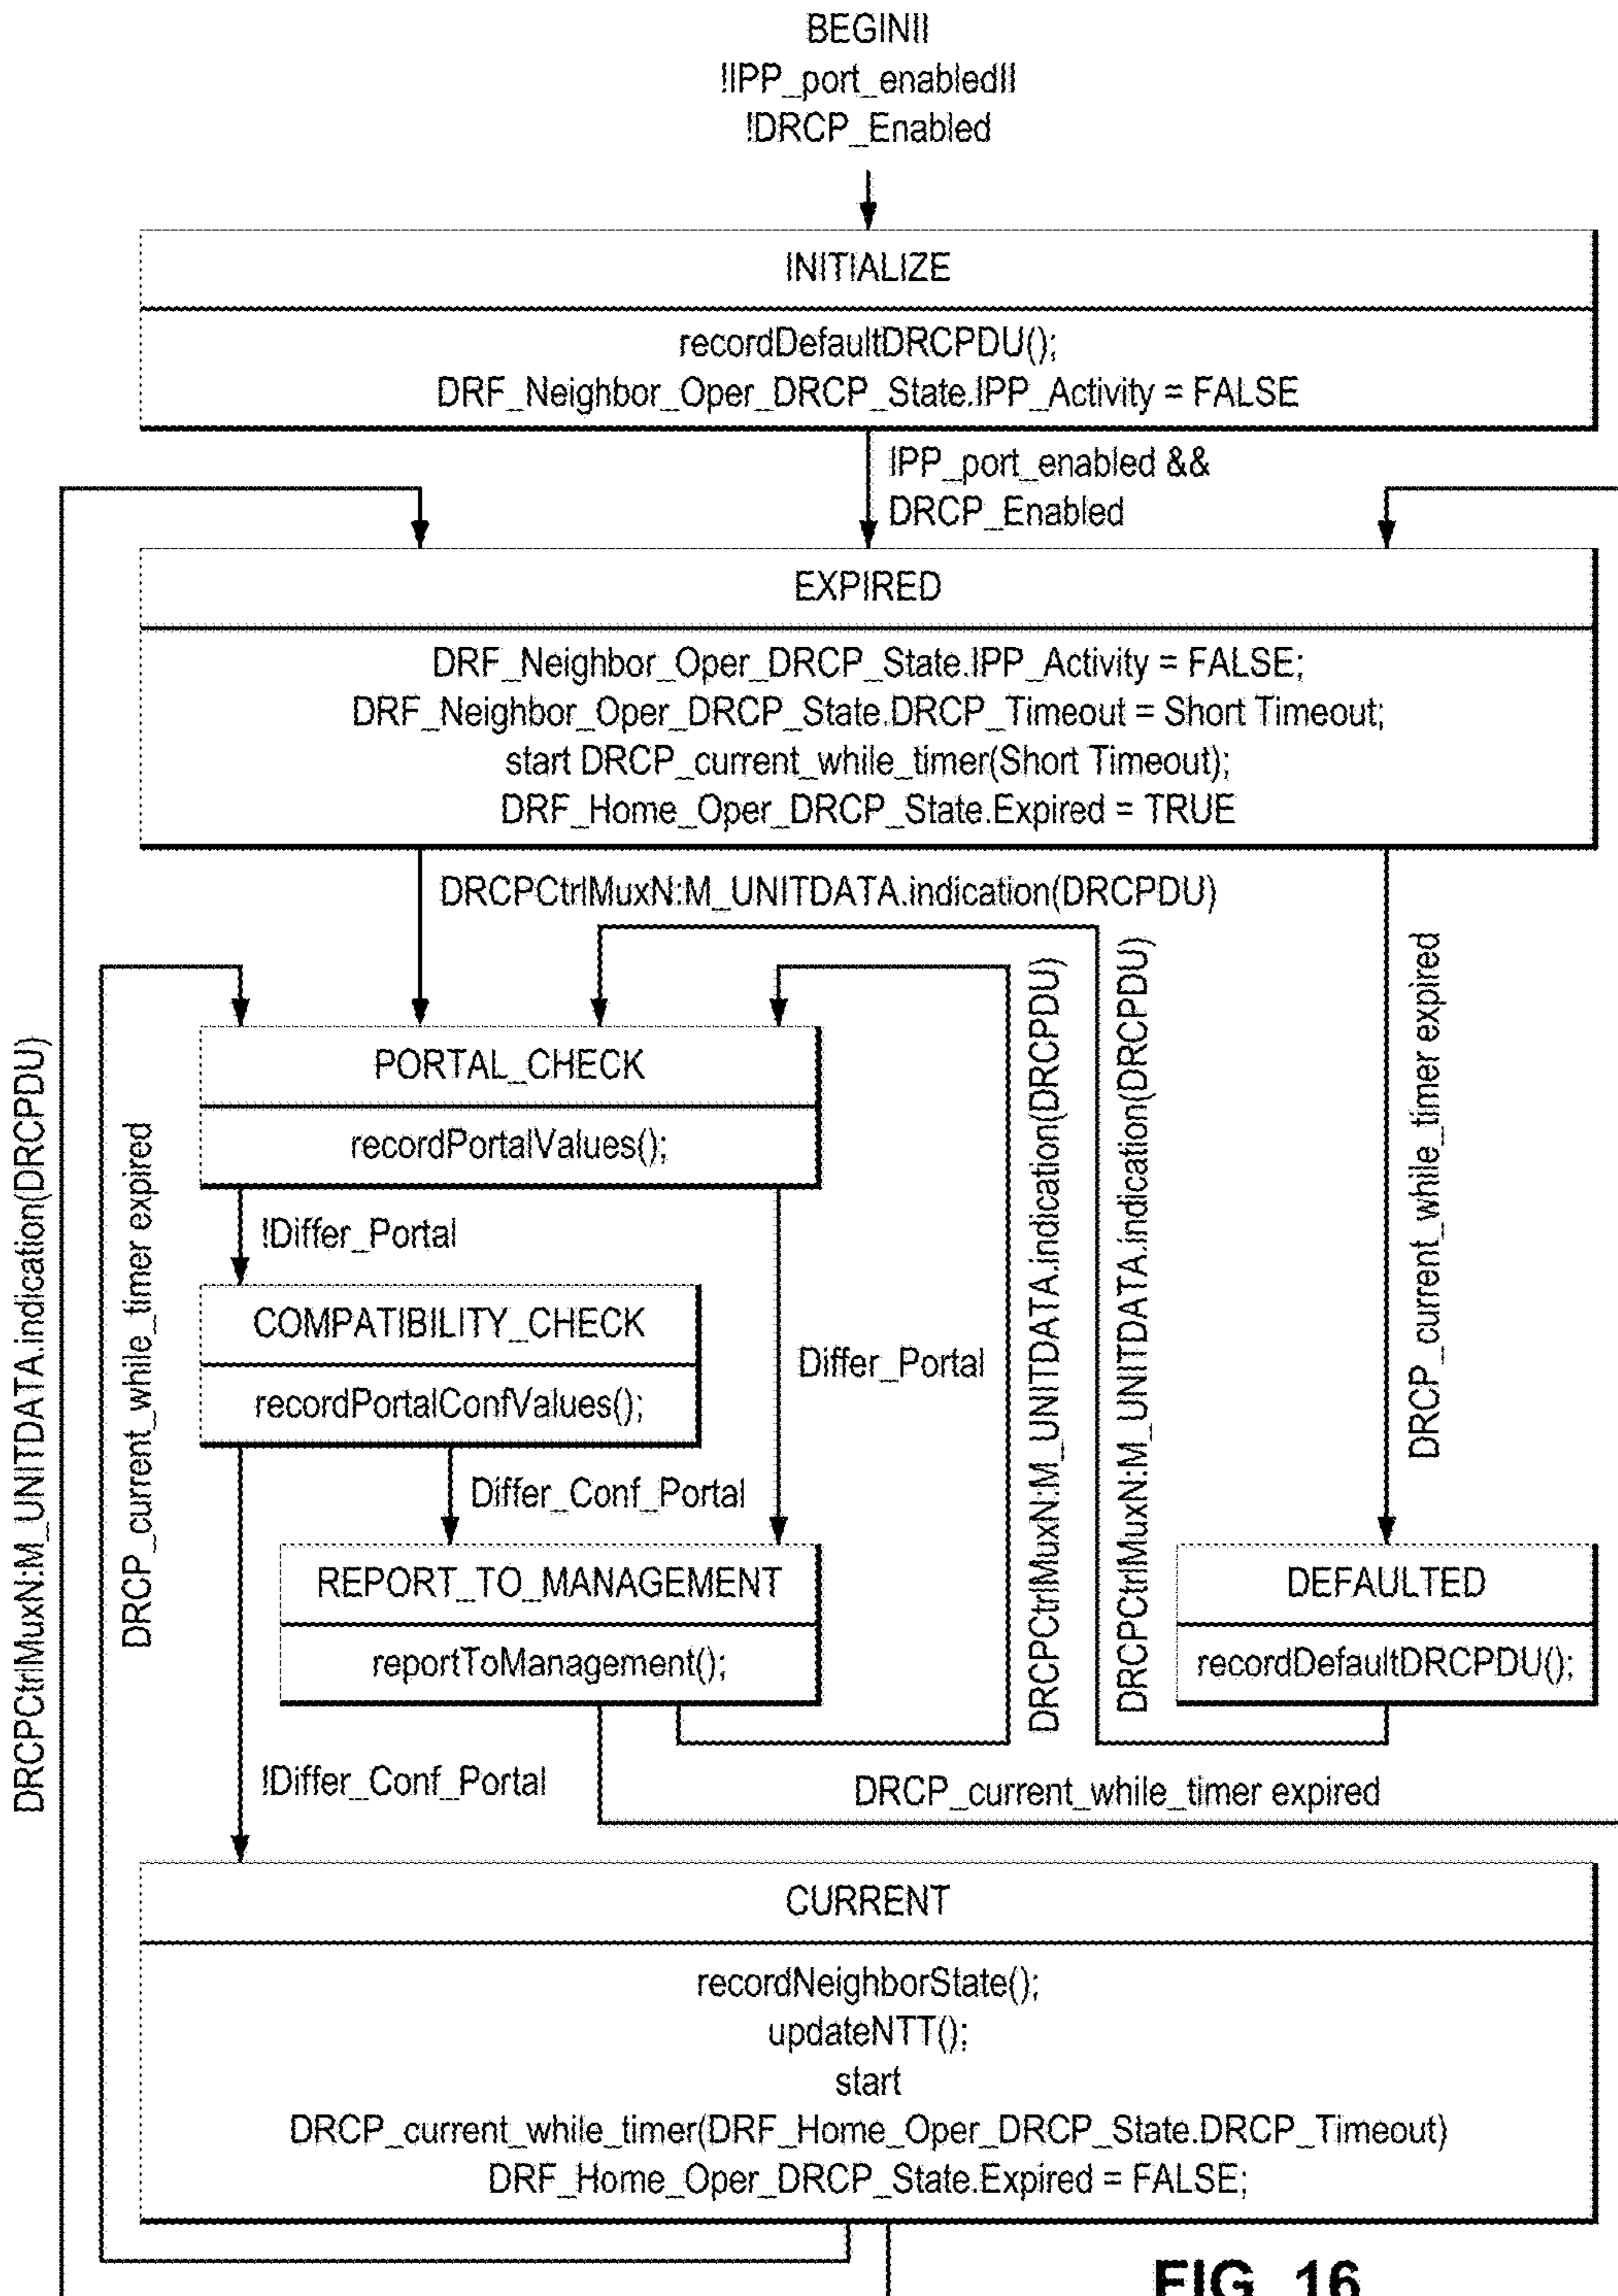 BEGIN||
!IPP_port_enabled||
!DRCP_Enabled
INITIALIZE
recordDefaultDRCPDU();
DRF_Neighbor_Oper_DRCP_State.IPP_Activity = FALSE
IPP_port_enabled &&
DRCP_Enabled
EXPIRED
DRF_Neighbor_Oper_DRCP_State.IPP_Activity = FALSE;
DRF_Neighbor_Oper_DRCP_State.DRCP_Timeout = Short Timeout;
start DRCP_current_while_timer(Short Timeout);
DRF_Home_Oper_DRCP_State.Expired = TRUE
DRCPCtrlMuxN:M_UNITDATA.indication(DRCPDU)
PORTAL_CHECK
recordPortalValues();
!Differ_Portal
COMPATIBILITY_CHECK
recordPortalConfValues();
Differ_Portal
Differ_Conf_Portal
REPORT_TO_MANAGEMENT
reportToManagement();
DRCPCtrlMuxN:M_UNITDATA.indication(DRCPDU)
DRCPCtrlMuxN:M_UNITDATA.indication(DRCPDU)
DRCP_current_while_timer expired
DEFAULTED
recordDefaultDRCPDU();
DRCPCtrlMuxN:M_UNITDATA.indication(DRCPDU)
DRCP_current_while_timer expired
!Differ_Conf_Portal
DRCP_current_while_timer expired
CURRENT
recordNeighborState();
updateNTT();
start
DRCP_current_while_timer(DRF_Home_Oper_DRCP_State.DRCP_Timeout)
DRF_Home_Oper_DRCP_State.Expired = FALSE;
FIG. 16